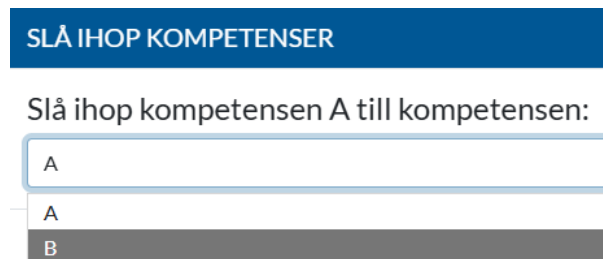 SLÅ IHOP KOMPETENSER
Slå ihop kompetensen A till kompetensen:
A
A
B